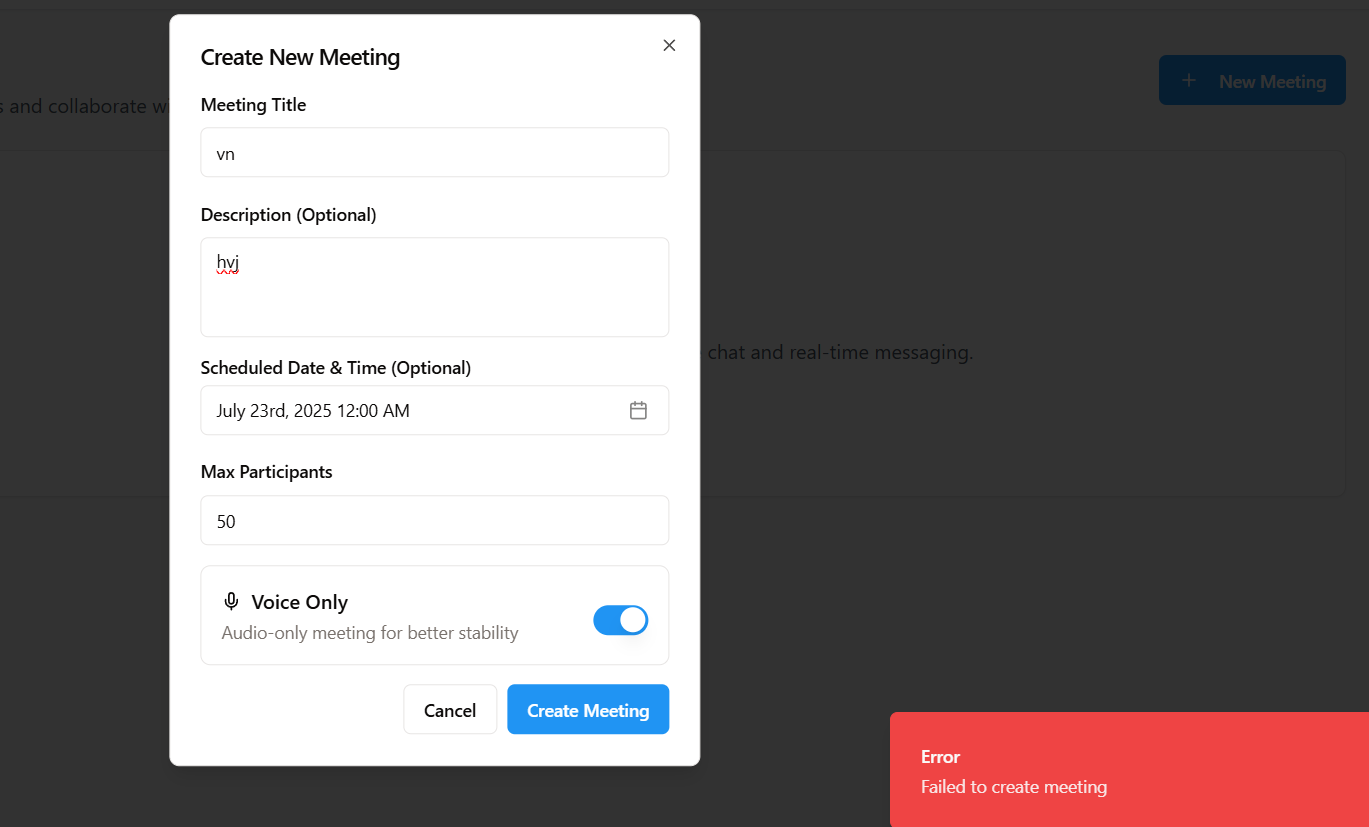 Create New Meeting
Meeting Title
New Meeting
s and collaborate w
vn
Description (Optional)
hvj
chat and real-time messaging.
Scheduled Date & Time (Optional)
July 23rd, 2025 12:00 AM
Max Participants
50
Voice Only
Audio-only meeting for better stability
Cancel
Create Meeting
Error
Failed to create meeting